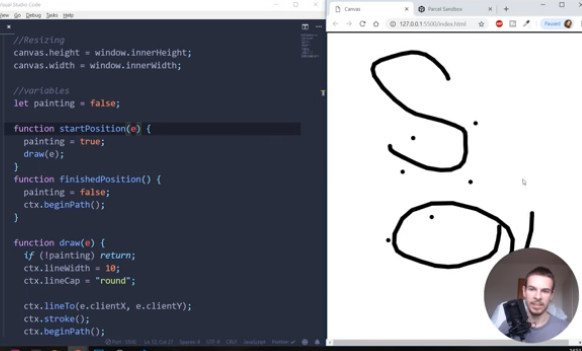 Visual Studio Code
View Go Debug Tasks Help
Canvas
Parcel Sandbox
127.0.0.1:5500/index.html
Paused
//Resizing
canvas.height = window.innerHeight;
canvas.width = window.innerWidth;
//variables
let painting = false;
function startPosition(e) {
painting = true;
draw(e);
}
function finishedPosition() {
painting = false;
ctx.beginPath();
}
function draw(e) {
if (!painting) return;
ctx.lineWidth = 10;
ctx.lineCap = "round";
ctx.lineTo(e.clientX, e.clientY);
ctx.stroke();
ctx.beginPath();
JavaScript